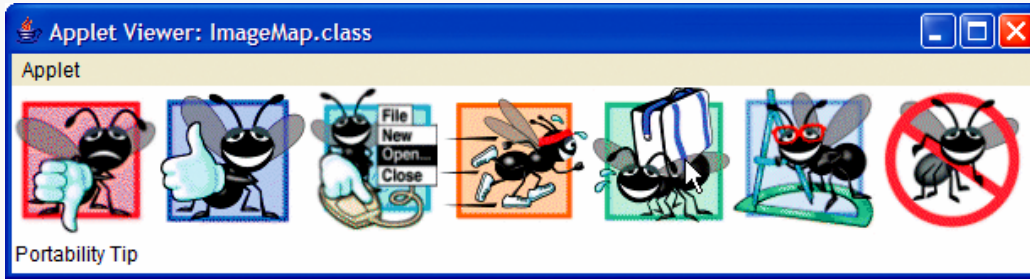 Applet Viewer: ImageMap.class
Applet
File
New
Open...
Close
Portability Tip